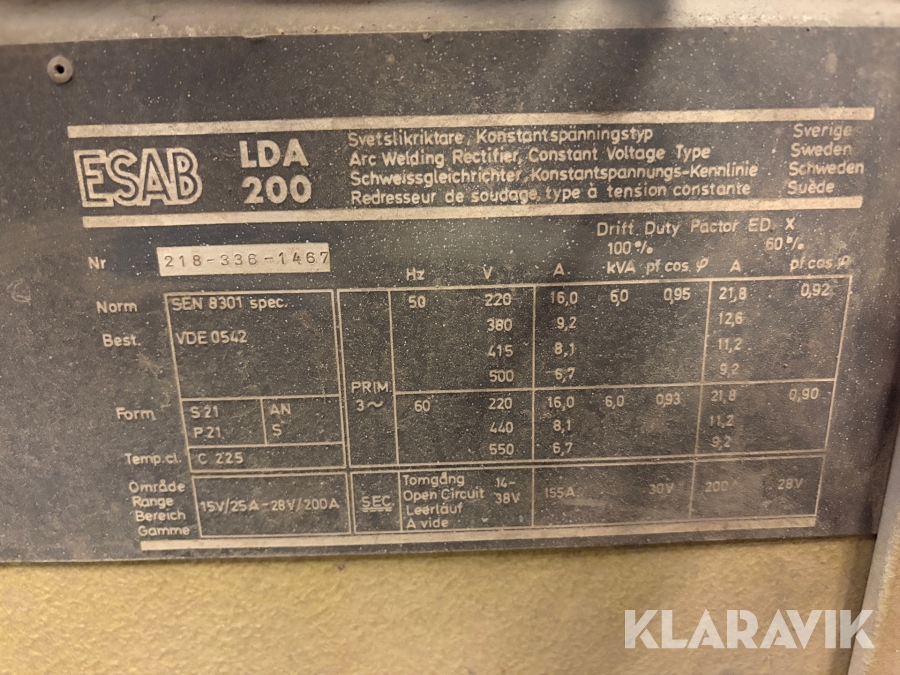 ESAB LDA 200
Svetslikriktare, Konstantspänningstyp Sverige
Arc Welding Rectifier, Constant Voltage Type Sweden
Schweissgleichrichter, Konstantspannungs-Kennlinie Schweden
Redresseur de soudage, type à tension constante Suède
Nr 218-336-1467
Drift Duty Factor ED. X
100% 60%
Hz V A kVA pf cos φ A pf cos φ
Norm SEN 8301 spec.
Best. VDE 0542
Form S 21 AN
P 21 S
Temp.cl. C 225
Område
Range
Bereich
Gamme
15V/25A-28V/200A
PRIM.
3~
50 220 16,0 6,0 0,95 21,8 0,92
380 9,2 12,6
415 8,1 11,2
500 6,7 9,2
60 220 16,0 6,0 0,93 21,8 0,90
440 8,1 11,2
550 6,7 9,2
SEC
Tomgång 14-
Open Circuit 38V
Leerläuf
A vide
155A 30V 200A 28V
KLARAVIK